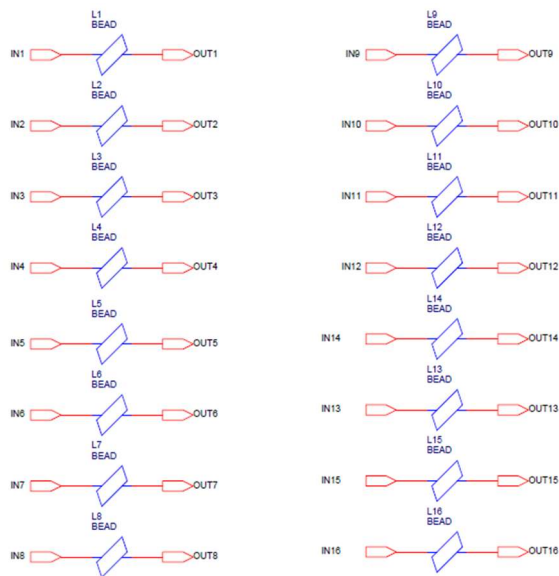 L1
BEAD
IN1
OUT1
L2
BEAD
IN2
OUT2
L3
BEAD
IN3
OUT3
L4
BEAD
IN4
OUT4
L5
BEAD
IN5
OUT5
L6
BEAD
IN6
OUT6
L7
BEAD
IN7
OUT7
L8
BEAD
IN8
OUT8
L9
BEAD
IN9
OUT9
L10
BEAD
IN10
OUT10
L11
BEAD
IN11
OUT11
L12
BEAD
IN12
OUT12
L14
BEAD
IN14
OUT14
L13
BEAD
IN13
OUT13
L15
BEAD
IN15
OUT15
L16
BEAD
IN16
OUT16